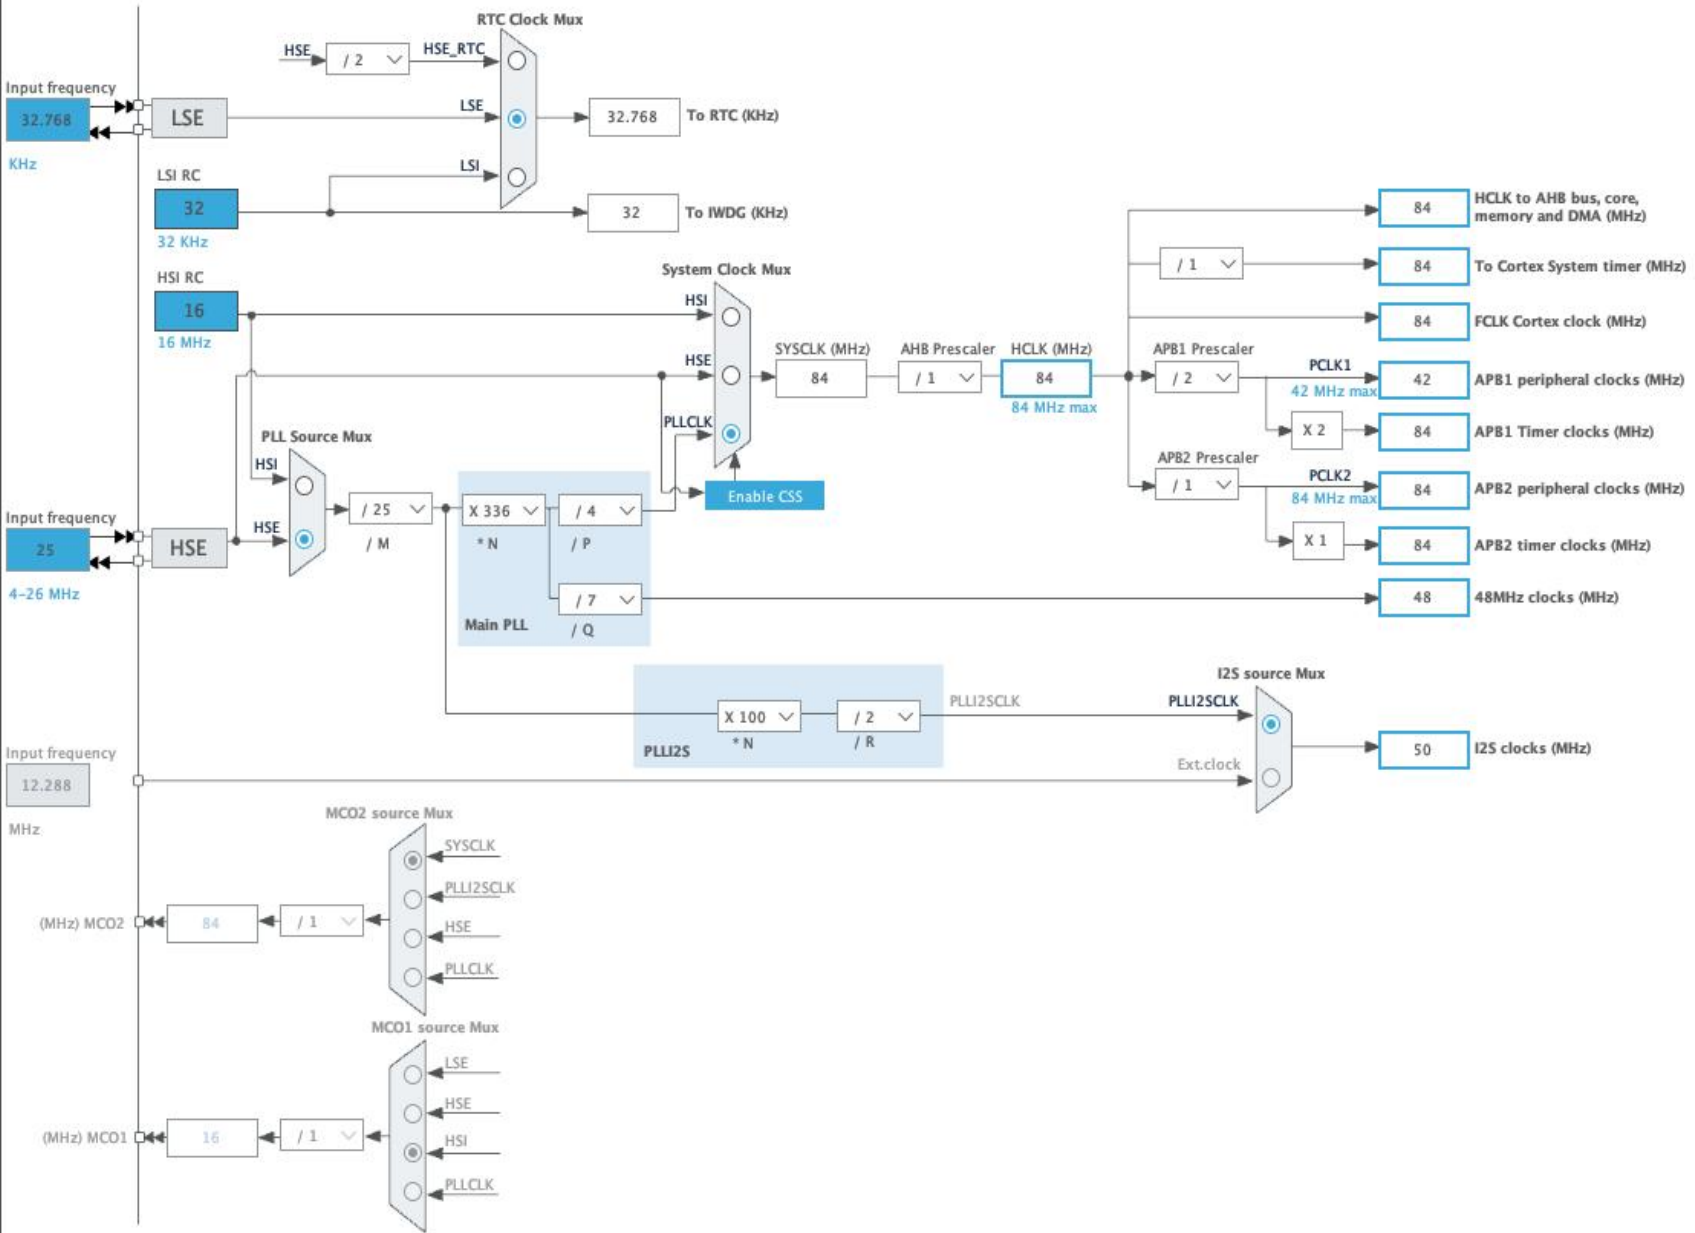 RTC Clock Mux
HSE
/ 2
HSE_RTC
Input frequency
32.768
KHz
LSE
LSE
32.768
To RTC (KHz)
LSI
LSI RC
32
32 KHz
32
To IWDG (KHz)
HSI RC
16
16 MHz
System Clock Mux
HSI
HSE
PLLCLK
Enable CSS
SYSCLK (MHz)
84
AHB Prescaler
/ 1
HCLK (MHz)
84
84 MHz max
84
HCLK to AHB bus, core,
memory and DMA (MHz)
/ 1
84
To Cortex System timer (MHz)
84
FCLK Cortex clock (MHz)
APB1 Prescaler
/ 2
PCLK1
42 MHz max
42
APB1 peripheral clocks (MHz)
X 2
84
APB1 Timer clocks (MHz)
APB2 Prescaler
/ 1
PCLK2
84 MHz max
84
APB2 peripheral clocks (MHz)
X 1
84
APB2 timer clocks (MHz)
PLL Source Mux
HSI
HSE
Input frequency
25
4-26 MHz
HSE
/ 25
/ M
X 336
* N
/ 4
/ P
/ 7
/ Q
Main PLL
48
48MHz clocks (MHz)
X 100
* N
/ 2
/ R
PLLI2S
PLLI2SCLK
I2S source Mux
PLLI2SCLK
Ext.clock
50
I2S clocks (MHz)
Input frequency
12.288
MHz
MCO2 source Mux
SYSCLK
PLLI2SCLK
HSE
PLLCLK
(MHz) MCO2
84
/ 1
MCO1 source Mux
LSE
HSE
HSI
PLLCLK
(MHz) MCO1
16
/ 1